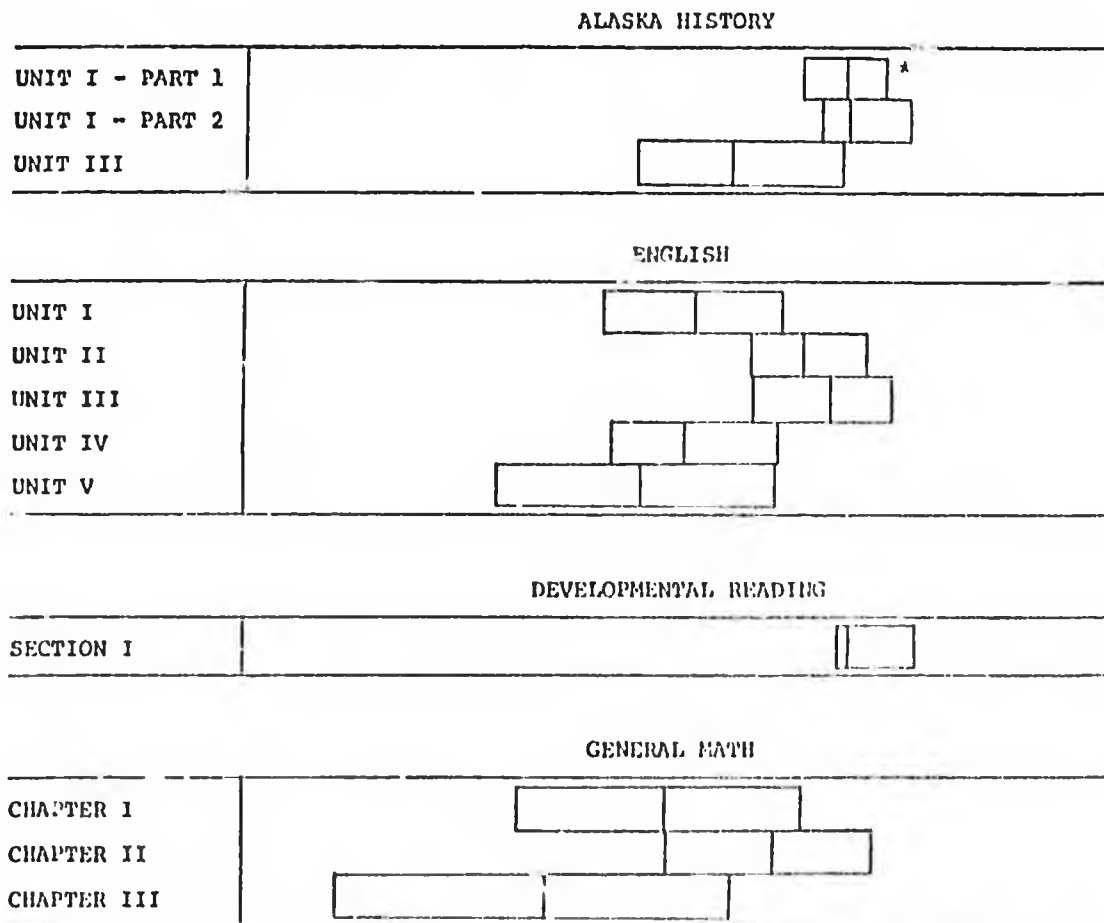 ALASKA HISTORY
UNIT I - PART 1 *
UNIT I - PART 2
UNIT III
ENGLISH
UNIT I
UNIT II
UNIT III
UNIT IV
UNIT V
DEVELOPMENTAL READING
SECTION I
GENERAL MATH
CHAPTER I
CHAPTER II
CHAPTER III